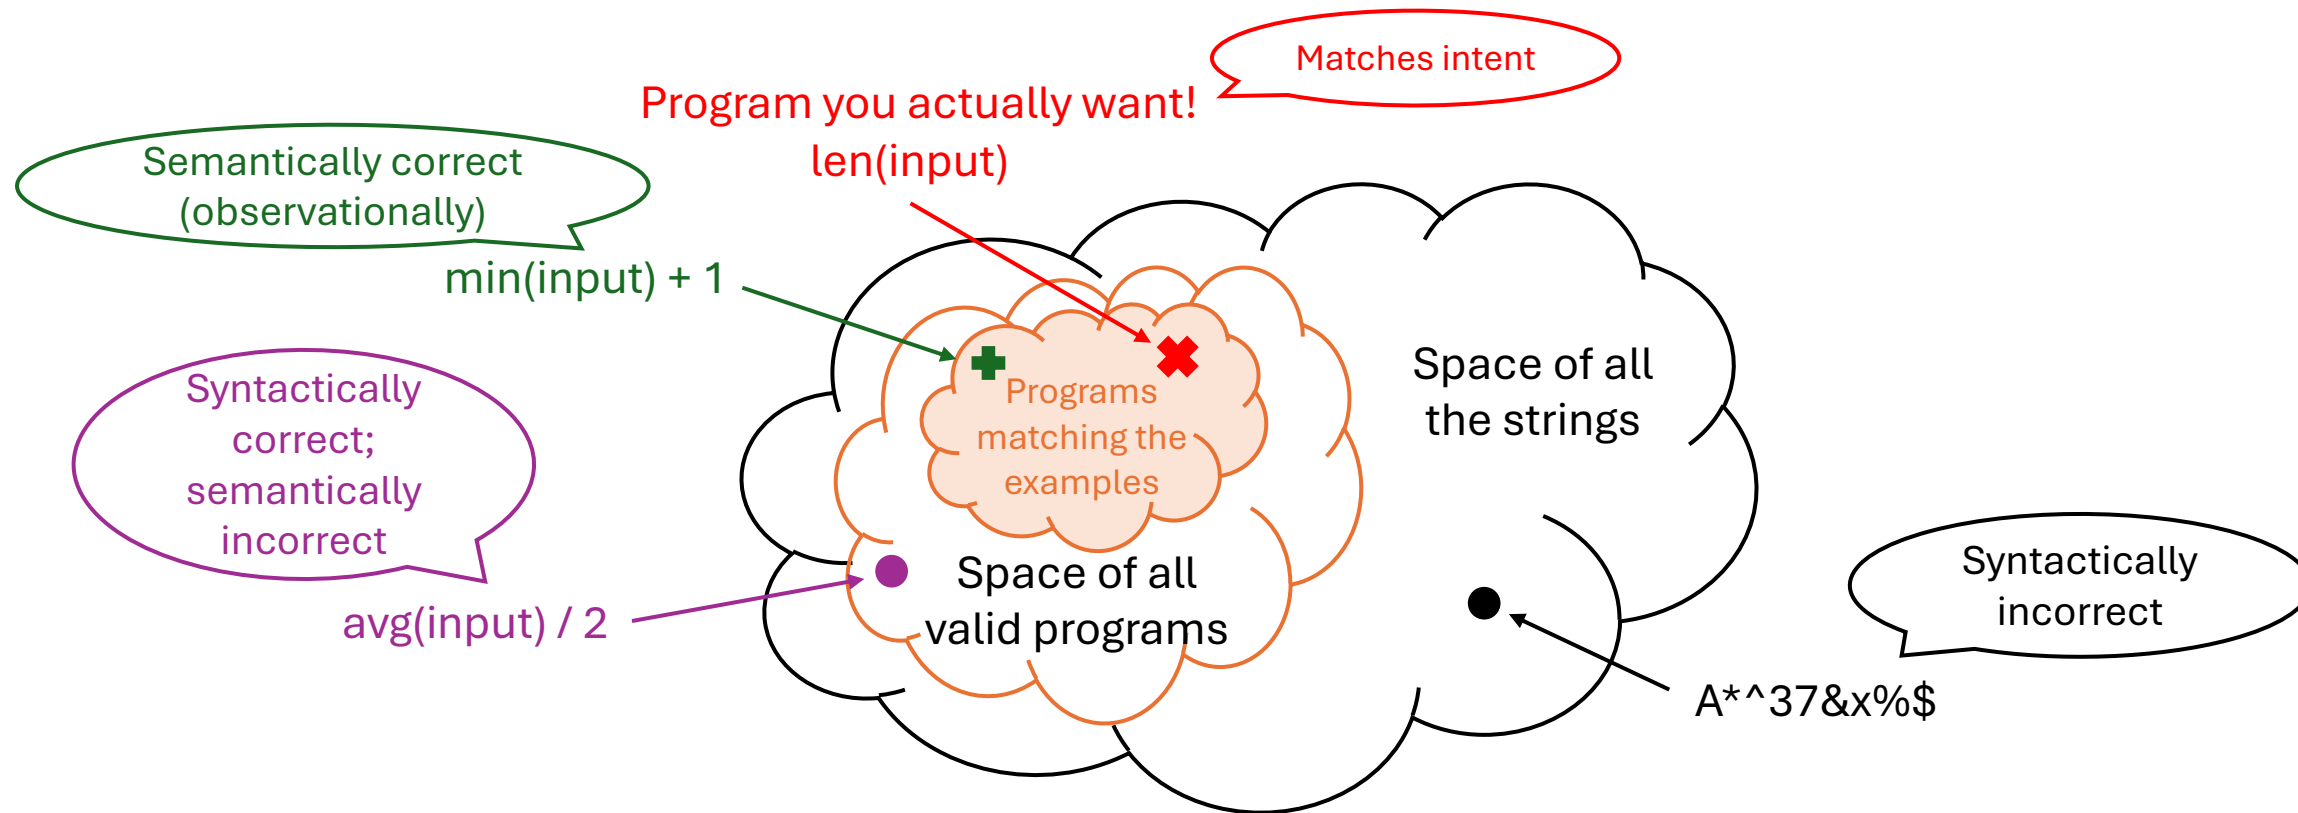 Matches intent
Program you actually want!
len(input)
Semantically correct
(observationally)
min(input) + 1
Syntactically
correct;
semantically
incorrect
avg(input) / 2
Programs
matching the
examples
Space of all
valid programs
Space of all
the strings
Syntactically
incorrect
A*^37&x%$